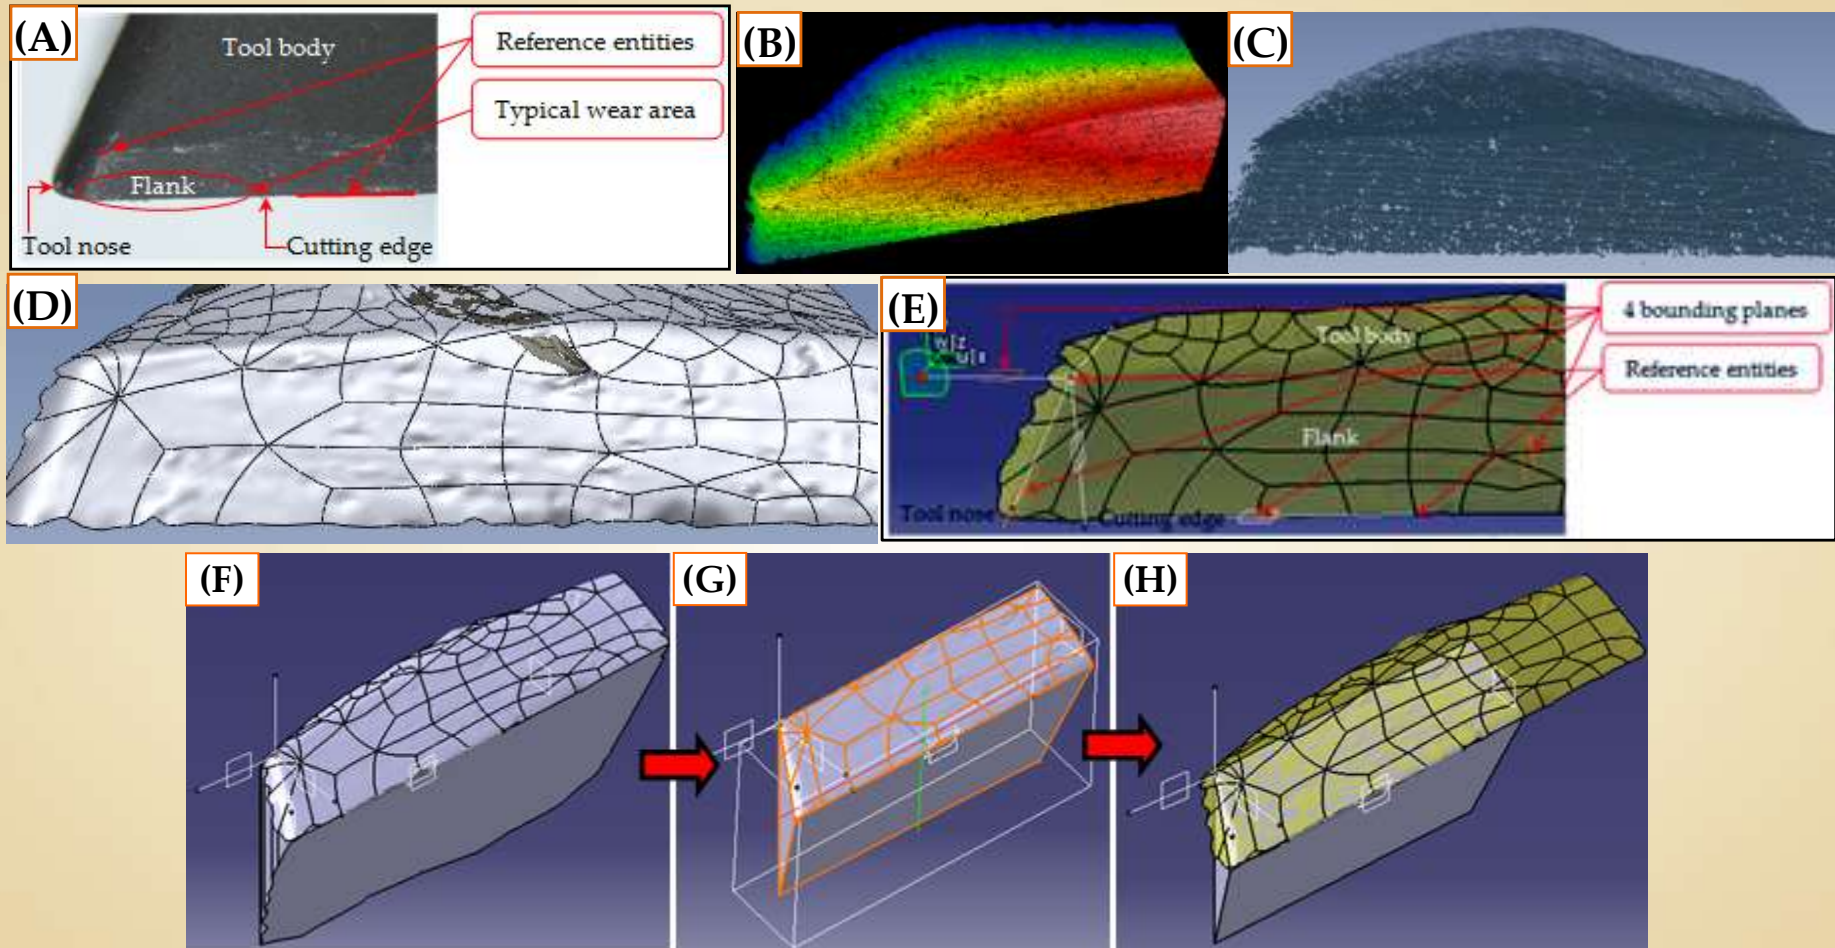 (A)
Tool body
Reference entities
Typical wear area
Flank
Tool nose
Cutting edge
(B)
(C)
(D)
(E)
4 bounding planes
Reference entities
Tool body
Flank
Tool nose
Cutting edge
(F)
(G)
(H)